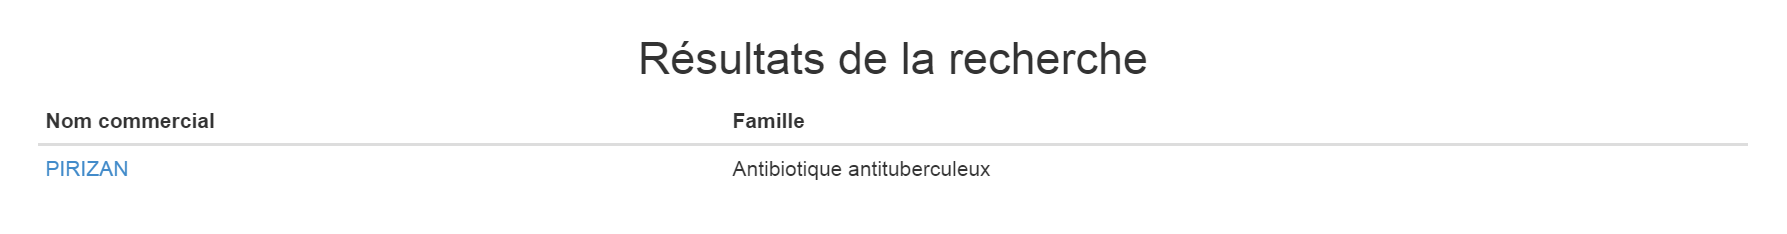 Résultats de la recherche
Nom commercial Famille
PIRIZAN Antibiotique antituberculeux